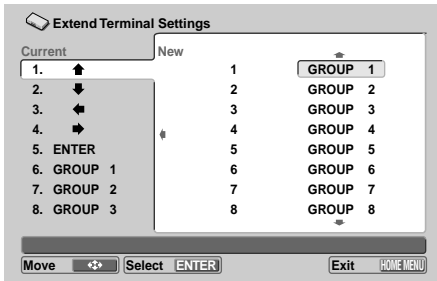 Extend Terminal Settings
Current New
1. ↑ 1 GROUP 1
2. ↓ 2 GROUP 2
3. ← 3 GROUP 3
4. → 4 GROUP 4
5. ENTER 5 GROUP 5
6. GROUP 1 6 GROUP 6
7. GROUP 2 7 GROUP 7
8. GROUP 3 8 GROUP 8
Move Select ENTER Exit HOME MENU